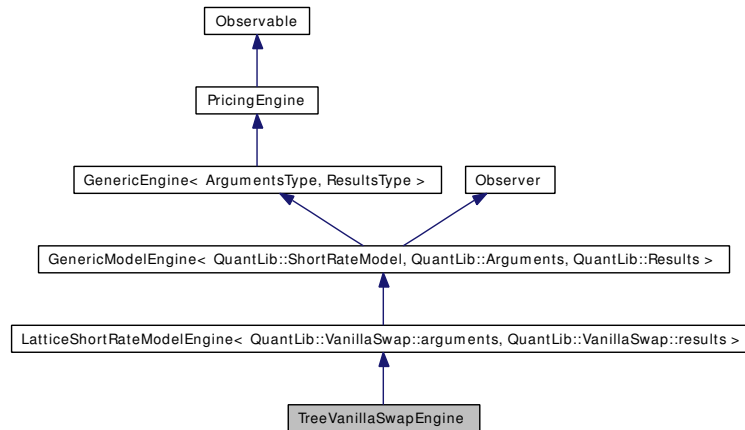 Observable
PricingEngine
GenericEngine< ArgumentsType, ResultsType >
Observer
GenericModelEngine< QuantLib::ShortRateModel, QuantLib::Arguments, QuantLib::Results >
LatticeShortRateModelEngine< QuantLib::VanillaSwap::arguments, QuantLib::VanillaSwap::results >
TreeVanillaSwapEngine